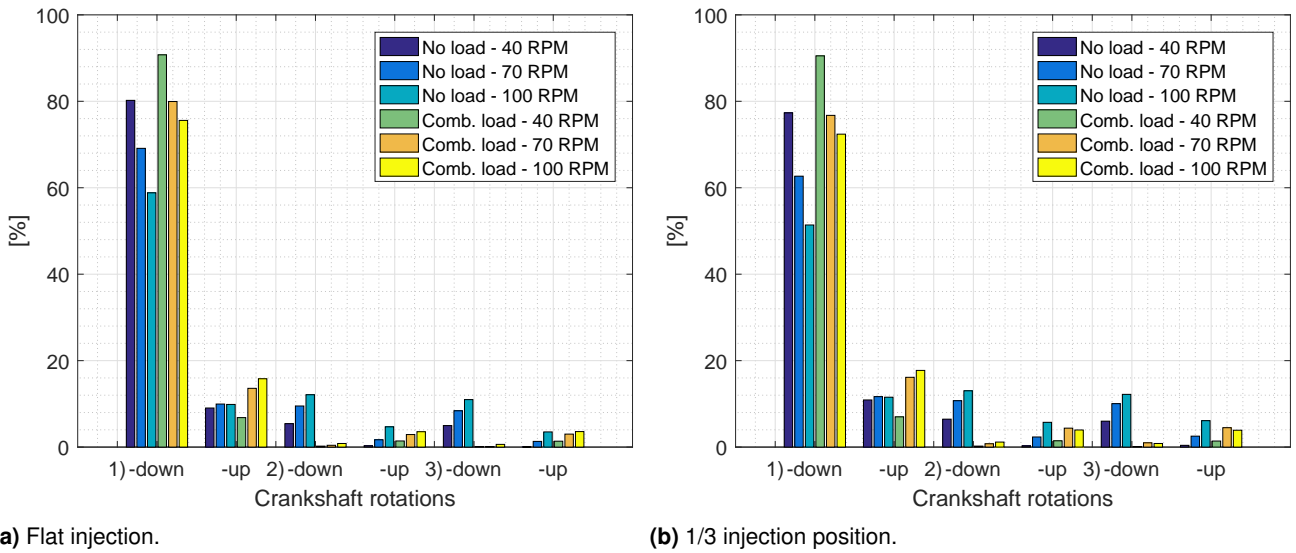 100
80
60
40
20
0
[%]
No load - 40 RPM
No load - 70 RPM
No load - 100 RPM
Comb. load - 40 RPM
Comb. load - 70 RPM
Comb. load - 100 RPM
1)-down -up 2)-down -up 3)-down -up
Crankshaft rotations
a) Flat injection.
100
80
60
40
20
0
[%]
No load - 40 RPM
No load - 70 RPM
No load - 100 RPM
Comb. load - 40 RPM
Comb. load - 70 RPM
Comb. load - 100 RPM
1)-down -up 2)-down -up 3)-down -up
Crankshaft rotations
(b) 1/3 injection position.